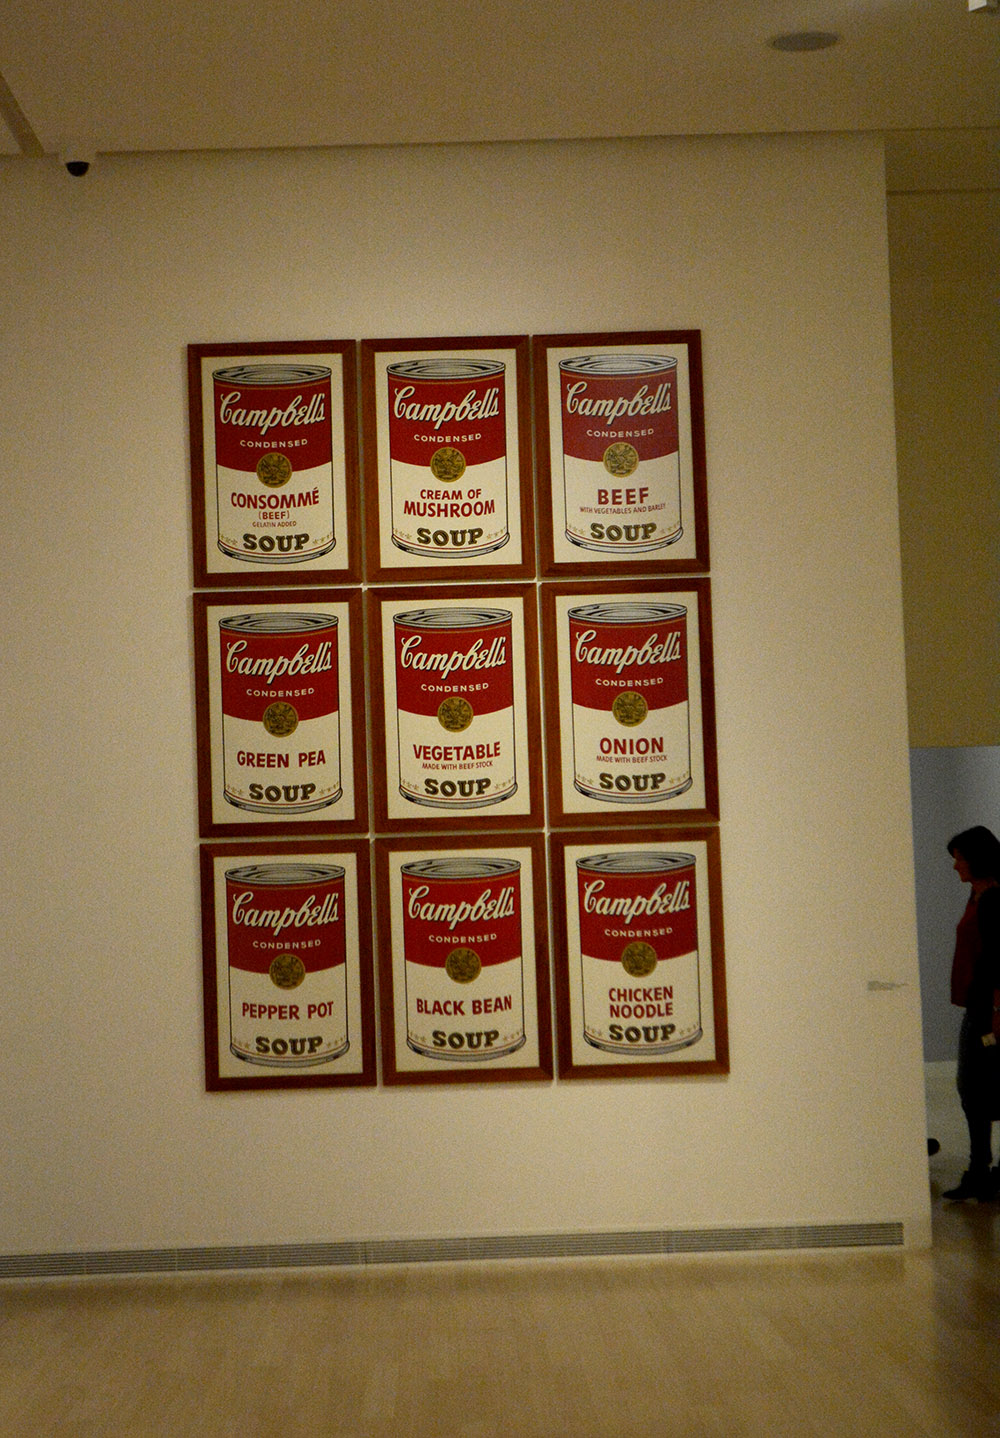 Campbell's
CONDENSED
CONSOMMÉ
(BEEF)
GELATIN ADDED
SOUP
Campbell's
CONDENSED
CREAM OF
MUSHROOM
SOUP
Campbell's
CONDENSED
BEEF
WITH VEGETABLES AND BARLEY
SOUP
Campbell's
CONDENSED
GREEN PEA
SOUP
Campbell's
CONDENSED
VEGETABLE
MADE WITH BEEF STOCK
SOUP
Campbell's
CONDENSED
ONION
MADE WITH BEEF STOCK
SOUP
Campbell's
CONDENSED
PEPPER POT
SOUP
Campbell's
CONDENSED
BLACK BEAN
SOUP
Campbell's
CONDENSED
CHICKEN
NOODLE
SOUP